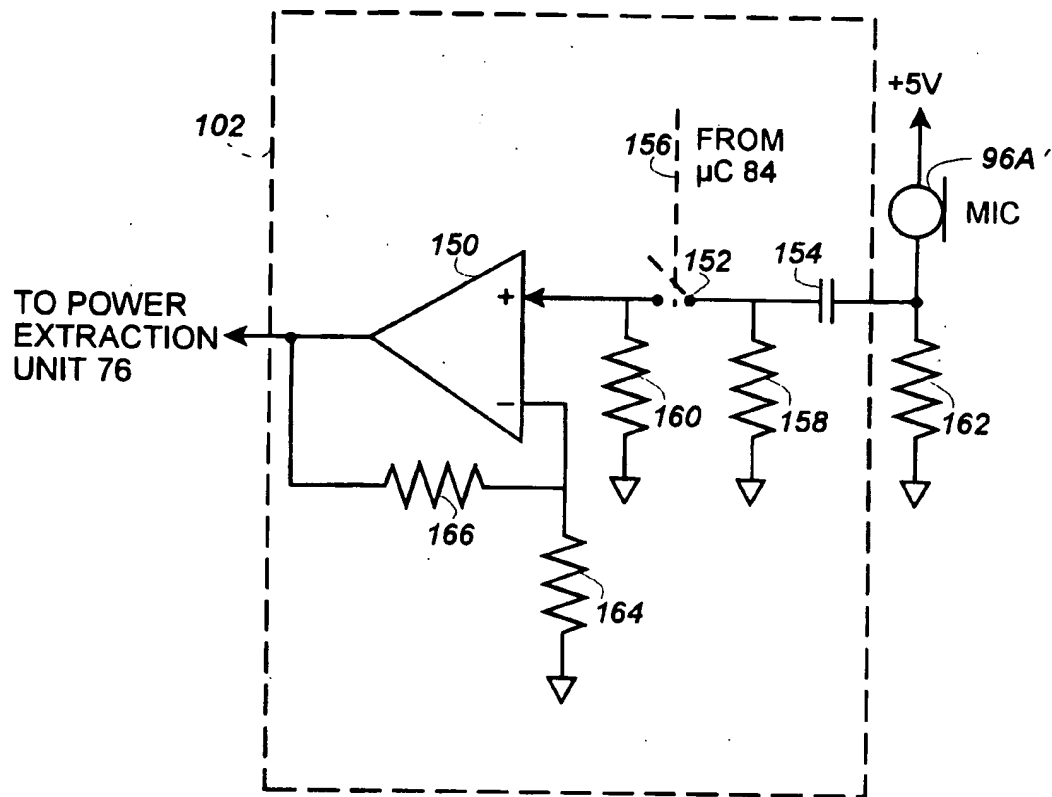 +5V
102
156
FROM
µC 84
96A'
MIC
150
152
154
+
−
TO POWER
EXTRACTION
UNIT 76
160
158
162
166
164